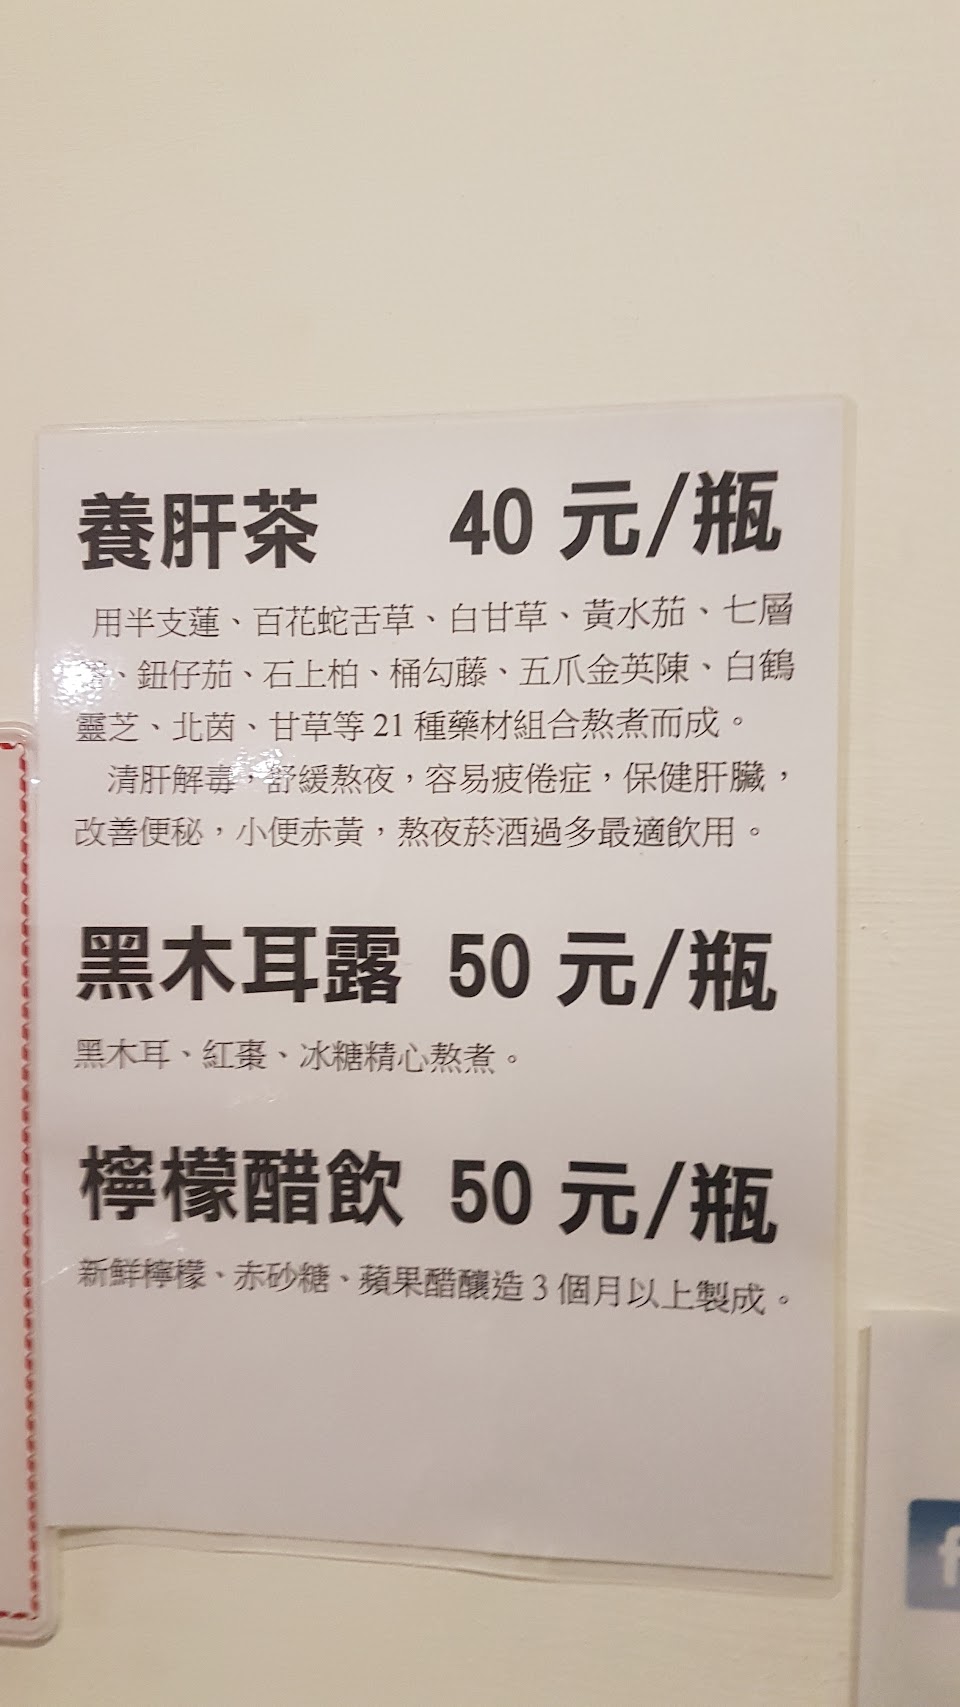 養肝茶 40 元/瓶
用半支蓮、百花蛇舌草、白甘草、黃水茄、七層
、鈕仔茄、石上柏、桶勾藤、五爪金英陳、白鶴
靈芝、北茵、甘草等 21 種藥材組合熬煮而成。
清肝解毒，舒緩熬夜，容易疲倦症，保健肝臟，
改善便秘，小便赤黃，熬夜菸酒過多最適飲用。
黑木耳露 50 元/瓶
黑木耳、紅棗、冰糖精心熬煮。
檸檬醋飲 50 元/瓶
新鮮檸檬、赤砂糖、蘋果醋釀造 3 個月以上製成。
f